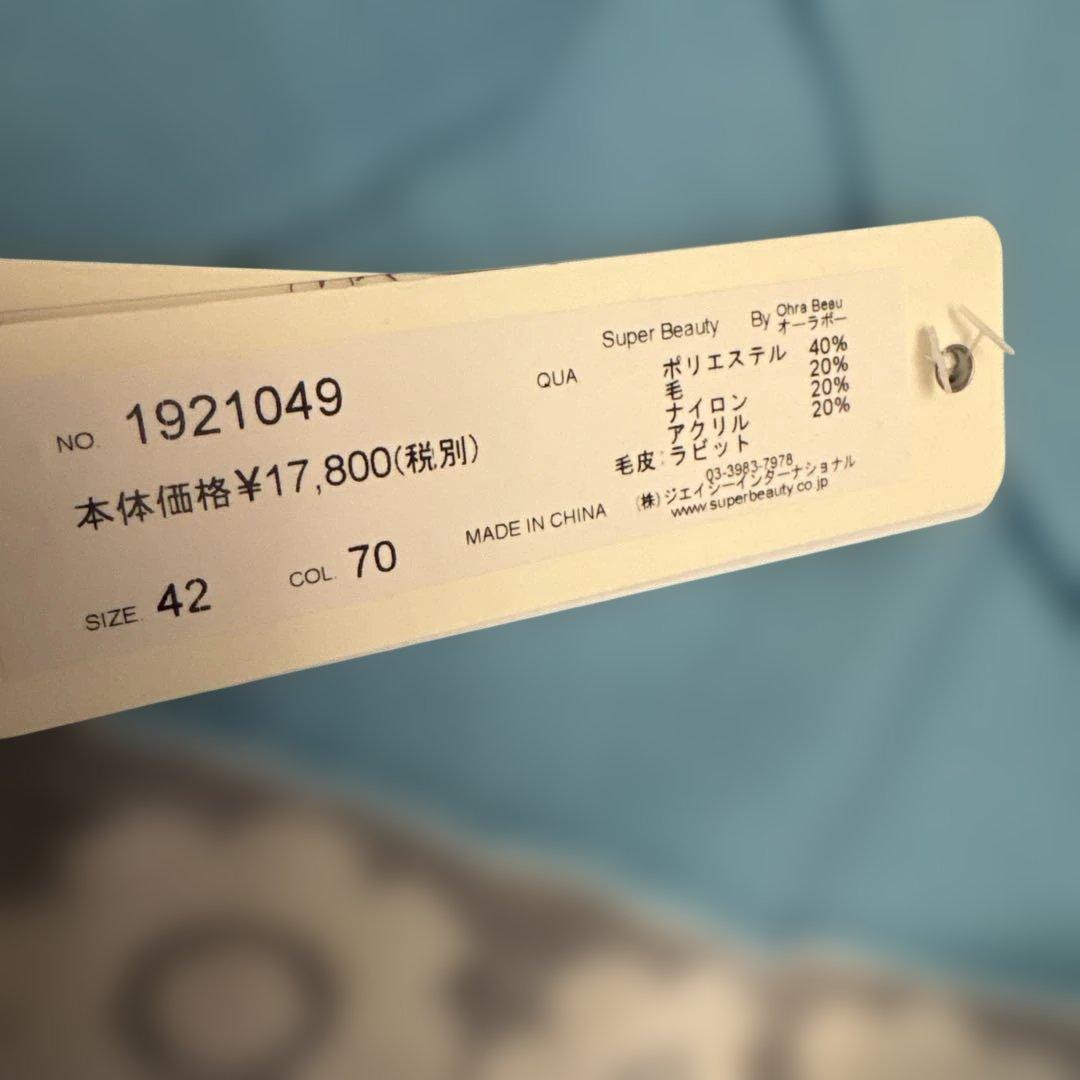 Super Beauty By Ohra Beau
オーラボー
QUA
ポリエステル 40%
毛 20%
ナイロン 20%
アクリル 20%
毛皮:ラビット
03-3983-7978
(株)ジェイシーインターナショナル
www.superbeauty.co.jp
NO. 1921049
本体価格¥17,800(税別)
SIZE. 42
COL. 70
MADE IN CHINA